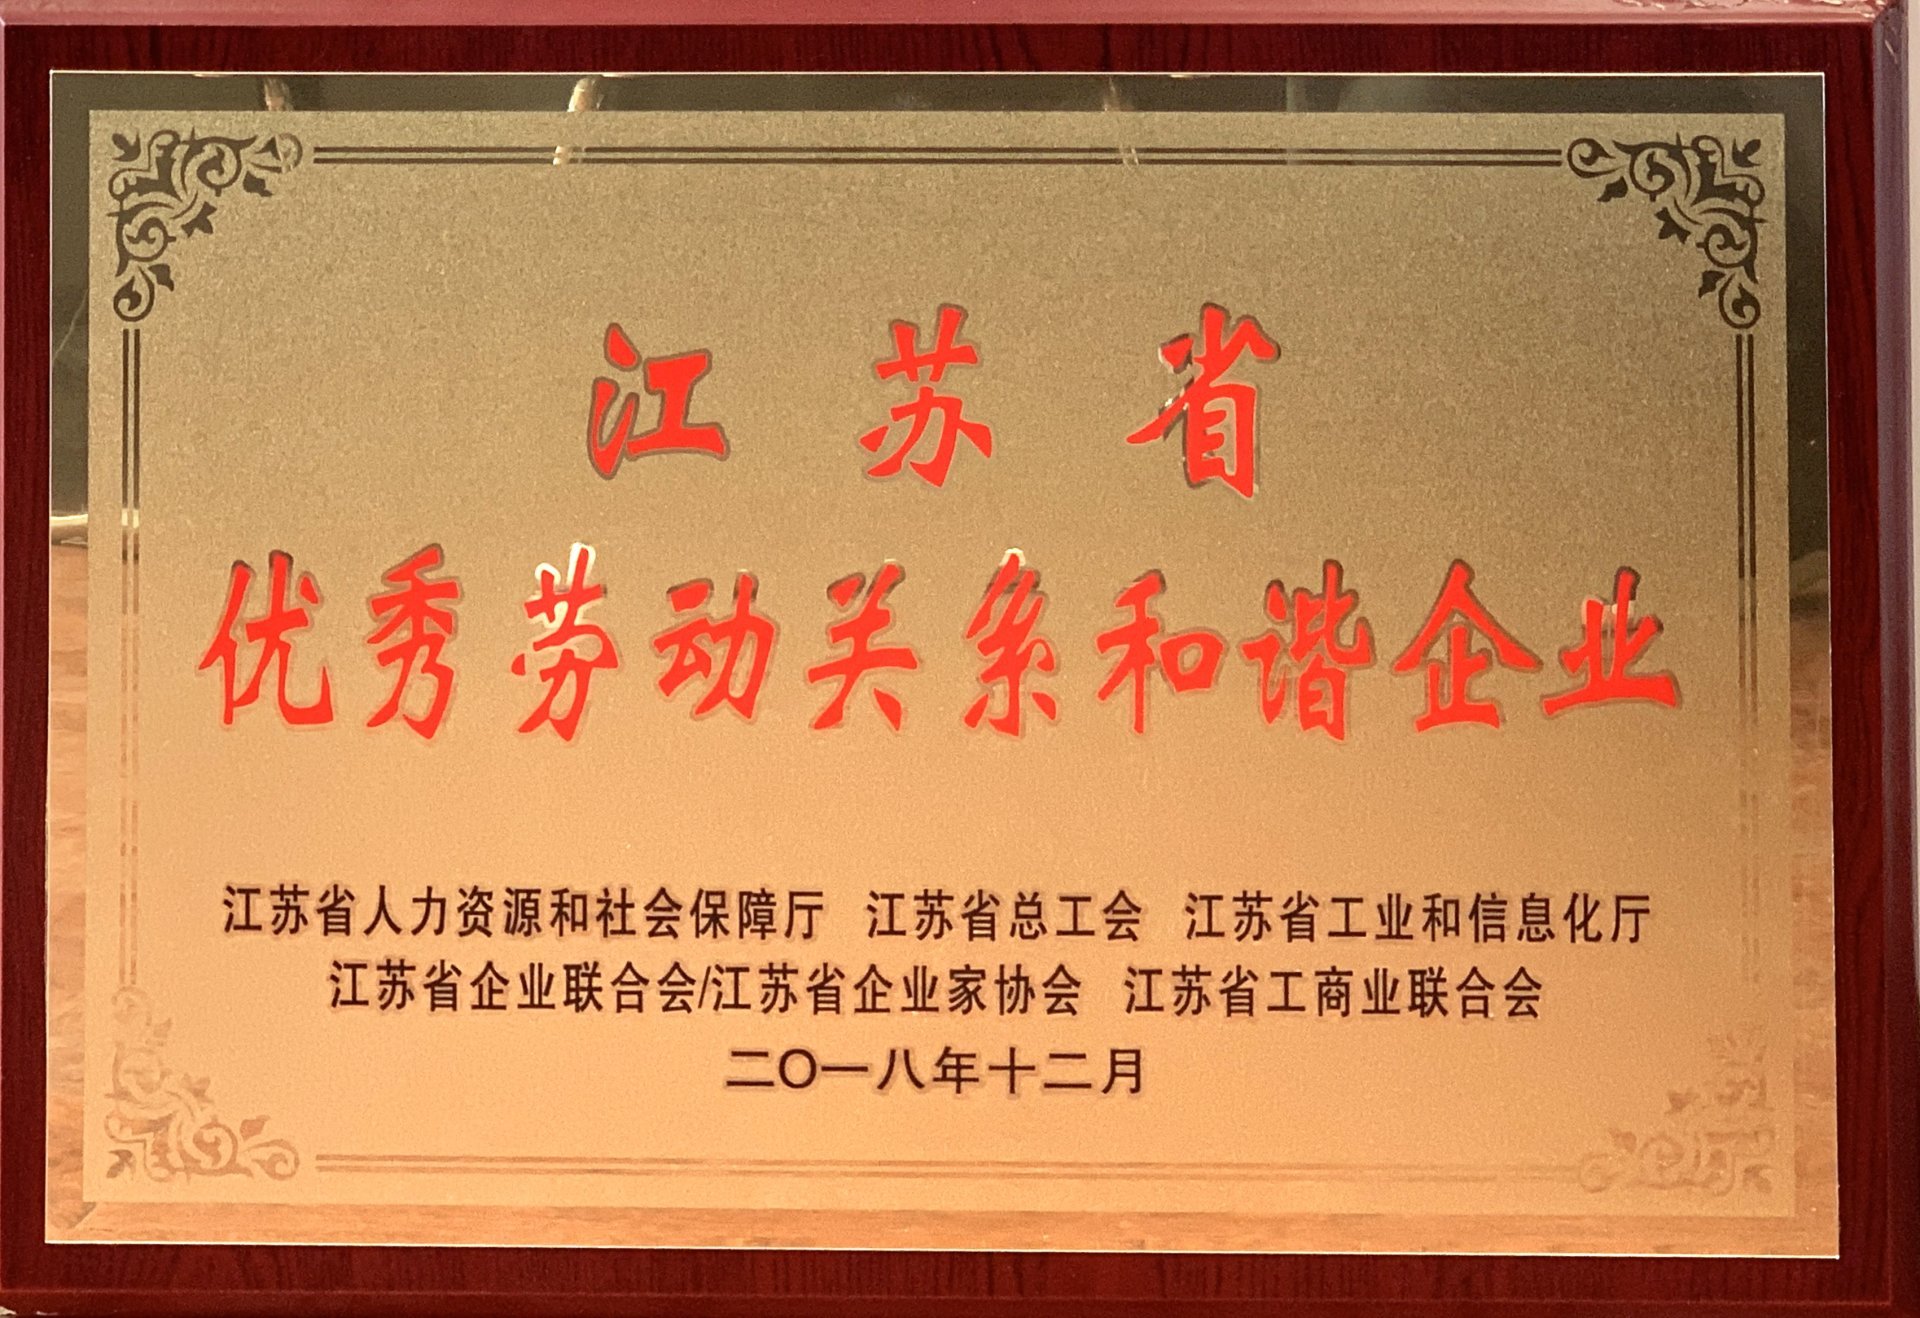 江苏省
优秀劳动关系和谐企业
江苏省人力资源和社会保障厅 江苏省总工会 江苏省工业和信息化厅
江苏省企业联合会/江苏省企业家协会 江苏省工商业联合会
二〇一八年十二月